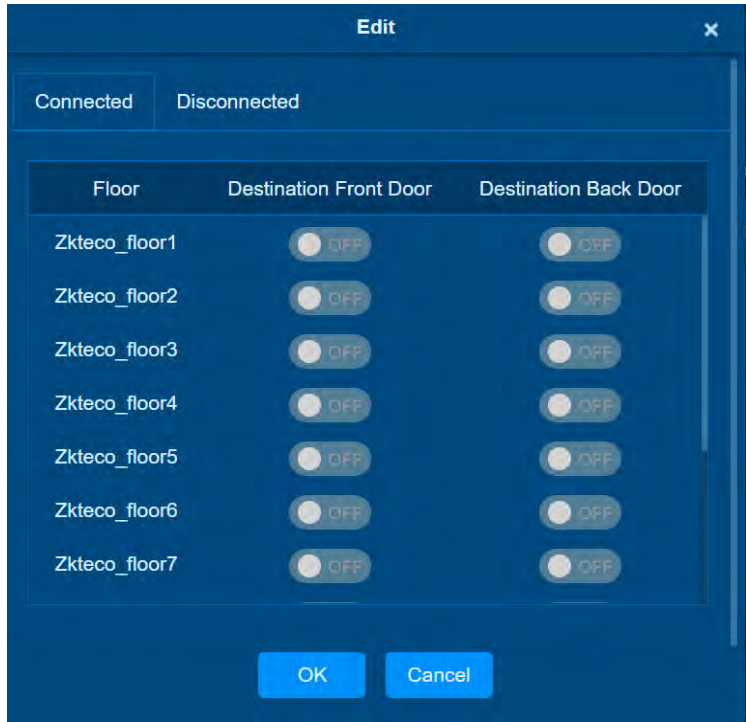 Edit ×
Connected Disconnected
Floor Destination Front Door Destination Back Door
Zkteco_floor1 OFF OFF
Zkteco_floor2 OFF OFF
Zkteco_floor3 OFF OFF
Zkteco_floor4 OFF OFF
Zkteco_floor5 OFF OFF
Zkteco_floor6 OFF OFF
Zkteco_floor7 OFF OFF
OK Cancel